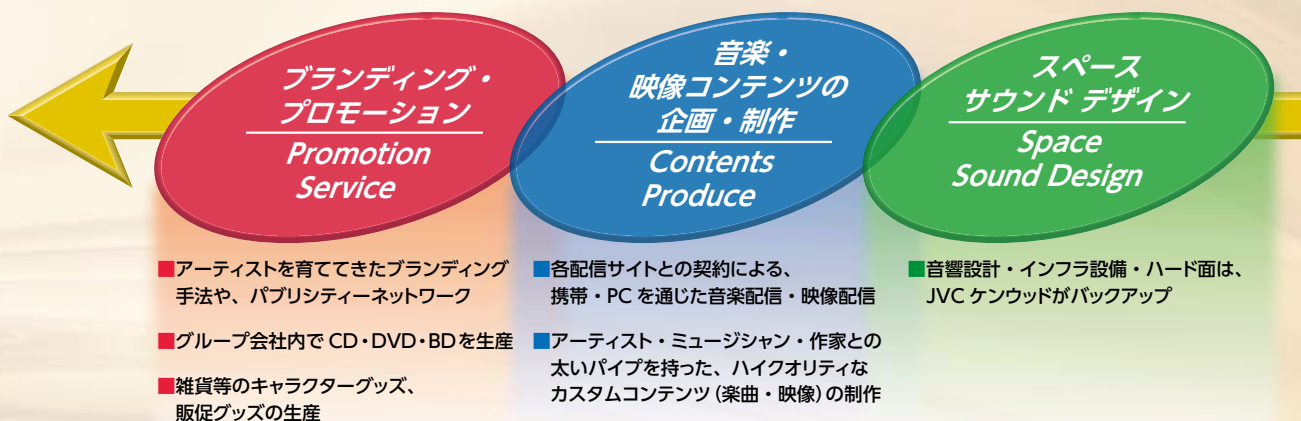 ブランディング・
プロモーション
Promotion
Service
音楽・
映像コンテンツの
企画・制作
Contents
Produce
スペース
サウンド デザイン
Space
Sound Design
■アーティストを育ててきたブランディング
手法や、パブリシティーネットワーク
■グループ会社内で CD・DVD・BDを生産
■雑貨等のキャラクターグッズ、
販促グッズの生産
■各配信サイトとの契約による、
携帯・PC を通じた音楽配信・映像配信
■アーティスト・ミュージシャン・作家との
太いパイプを持った、ハイクオリティな
カスタムコンテンツ(楽曲・映像)の制作
■音響設計・インフラ設備・ハード面は、
JVC ケンウッドがバックアップ